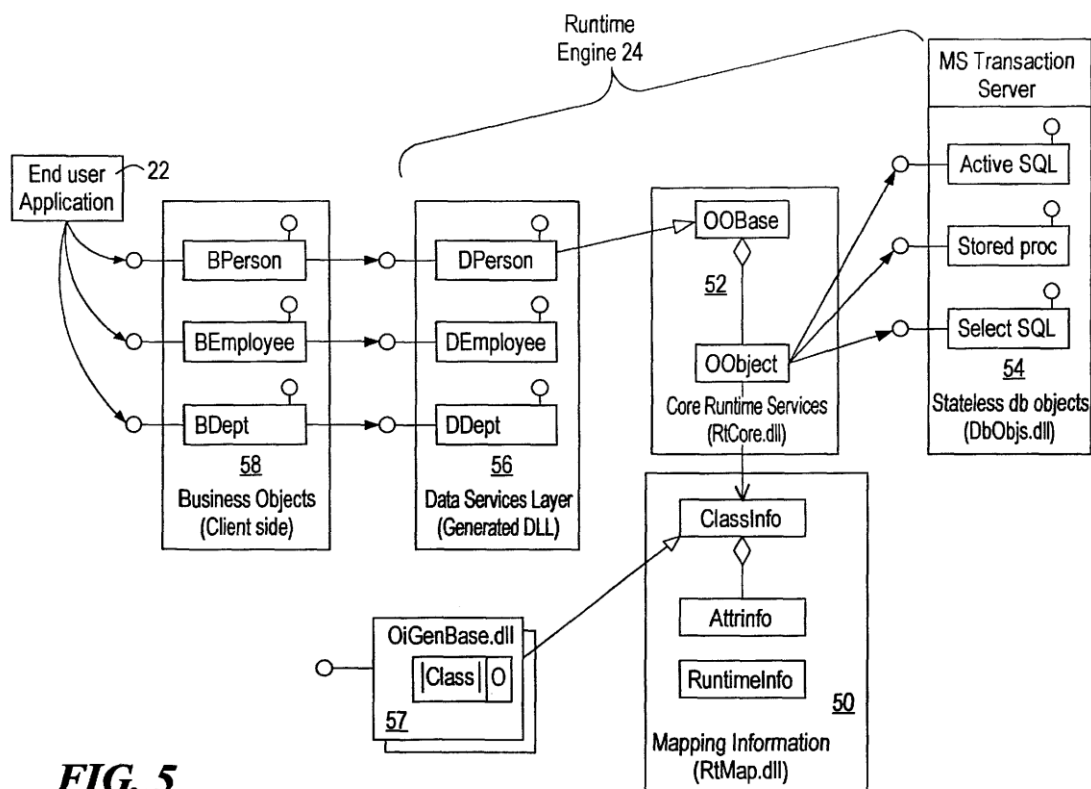 Runtime
Engine 24
MS Transaction
Server
End user
Application
22
Active SQL
OOBase
BPerson
DPerson
Stored proc
52
BEmployee
DEmployee
Select SQL
OObject
54
BDept
DDept
Core Runtime Services
(RtCore.dll)
Stateless db objects
(DbObjs.dll)
58
56
Business Objects
(Client side)
Data Services Layer
(Generated DLL)
ClassInfo
OiGenBase.dll
Attrinfo
|Class| O
RuntimeInfo
57
50
Mapping Information
(RtMap.dll)
FIG. 5